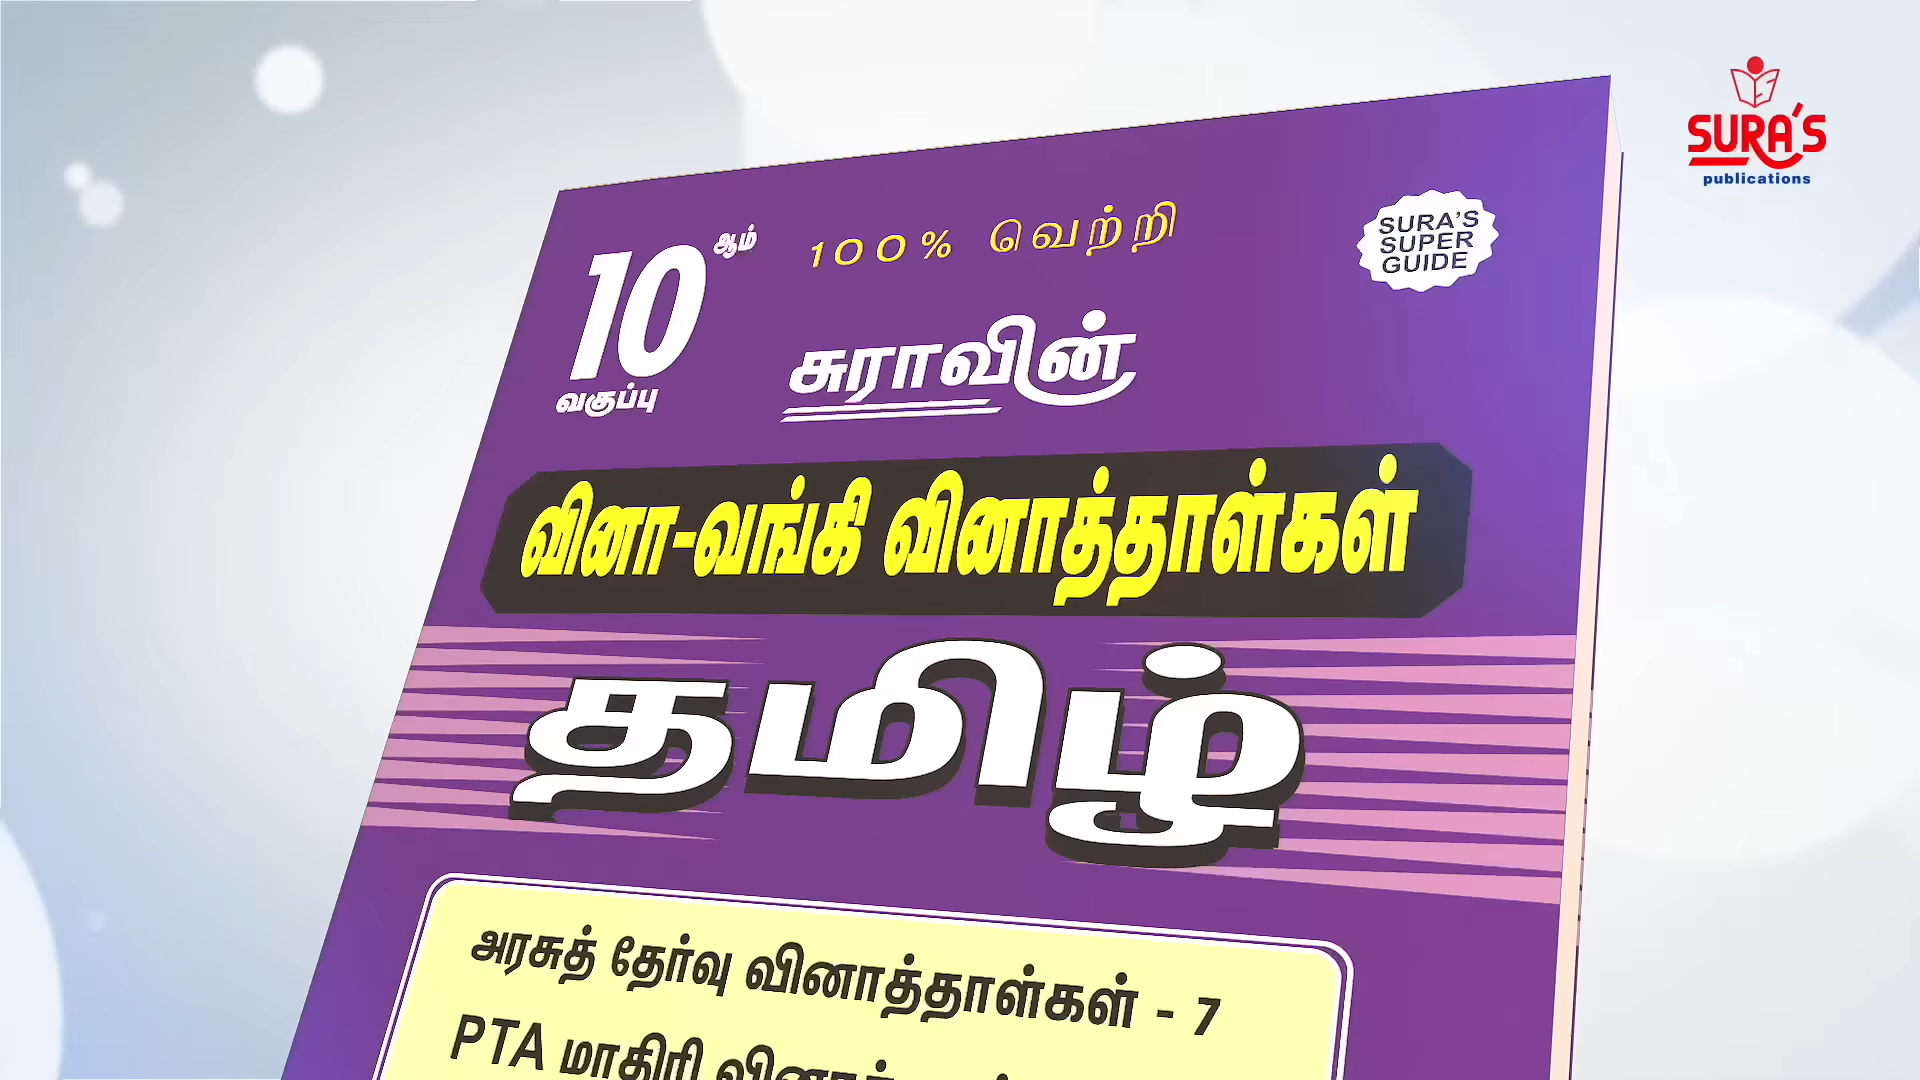 SURA'S
publications
10 ஆம்
வகுப்பு
100% வெற்றி
SURA'S
SUPER
GUIDE
சுராவின்
வினா-வங்கி வினாத்தாள்கள்
தமிழ்
அரசுத் தேர்வு வினாத்தாள்கள் - 7
PTA மாதிரி